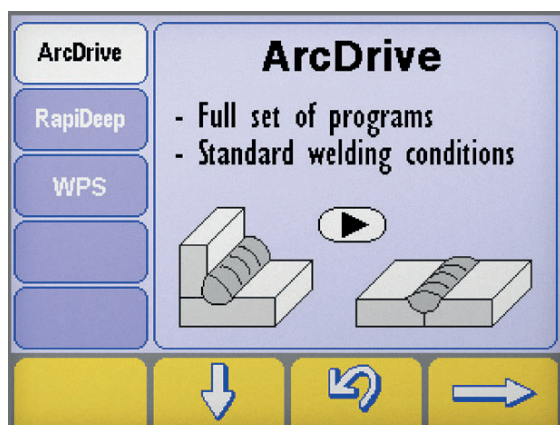 ArcDrive
RapiDeep
WPS
ArcDrive
- Full set of programs
- Standard welding conditions